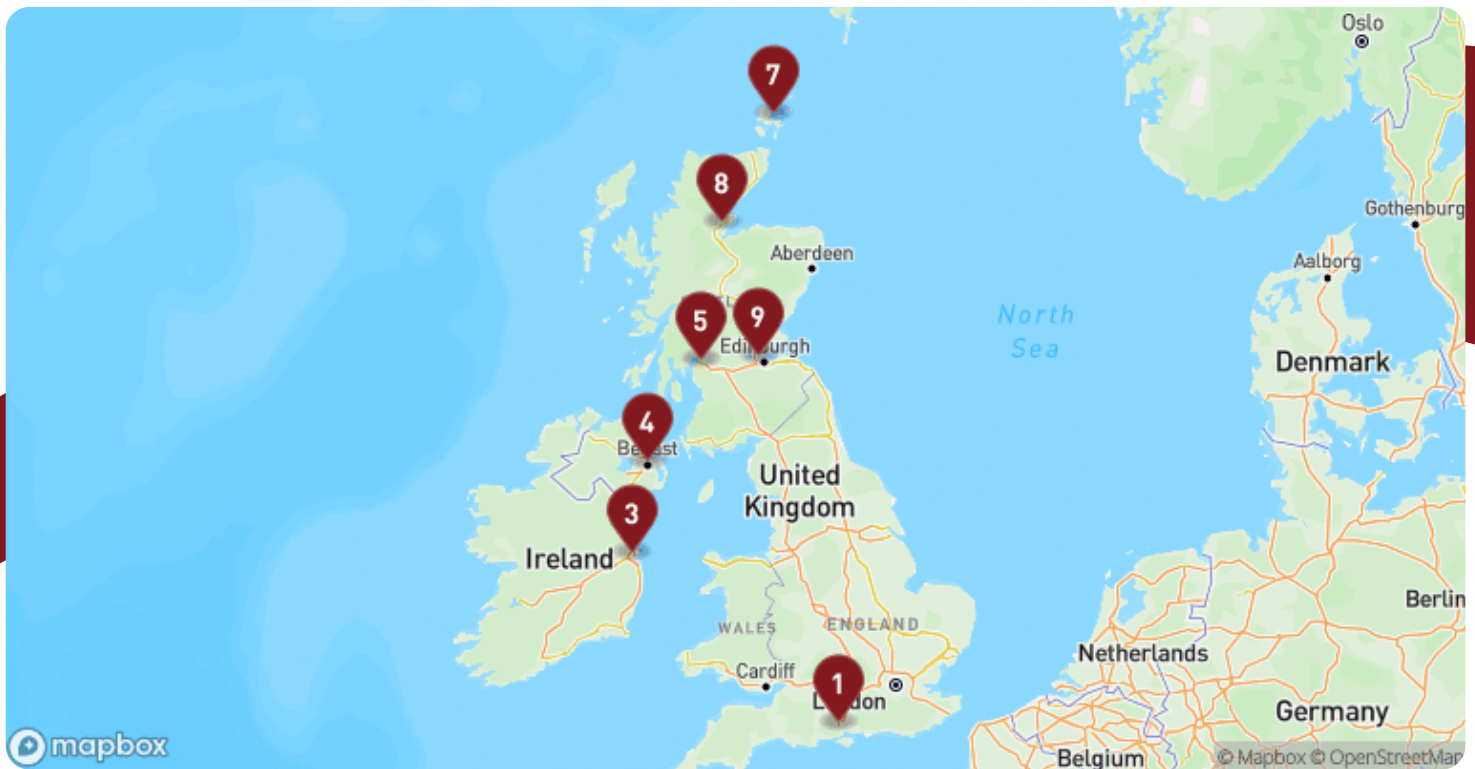 Oslo
7
8
Gothenburg
Aberdeen
Aalborg
North
Sea
5
9
Edinburgh
Denmark
4
Belfast
United
Kingdom
3
Ireland
Berlin
WALES
ENGLAND
Netherlands
Cardiff
1
London
Germany
mapbox
Belgium
© Mapbox © OpenStreetMap